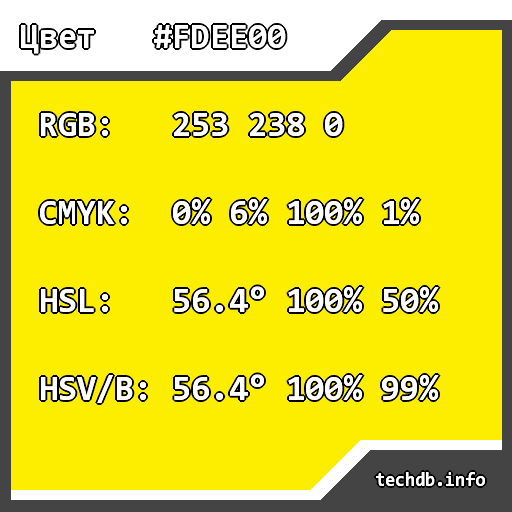 Цвет #FDEE00
RGB: 253 238 0
CMYK: 0% 6% 100% 1%
HSL: 56.4° 100% 50%
HSV/B: 56.4° 100% 99%
techdb.info